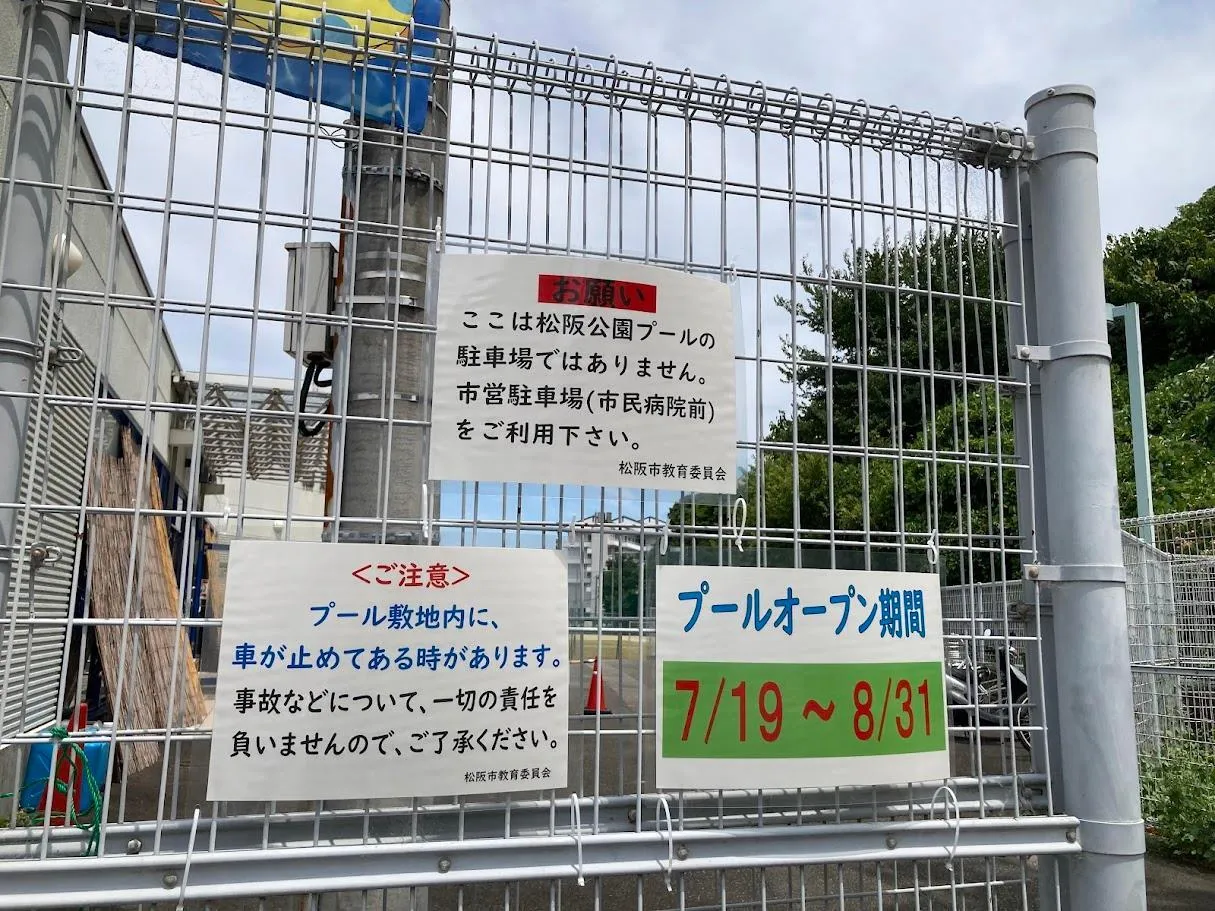 お願い
ここは松阪公園プールの
駐車場ではありません。
市営駐車場(市民病院前)
をご利用下さい。
松阪市教育委員会
<ご注意>
プール敷地内に、
車が止めてある時があります。
事故などについて、一切の責任を
負いませんので、ご了承ください。
松阪市教育委員会
プールオープン期間
7/19 ~ 8/31